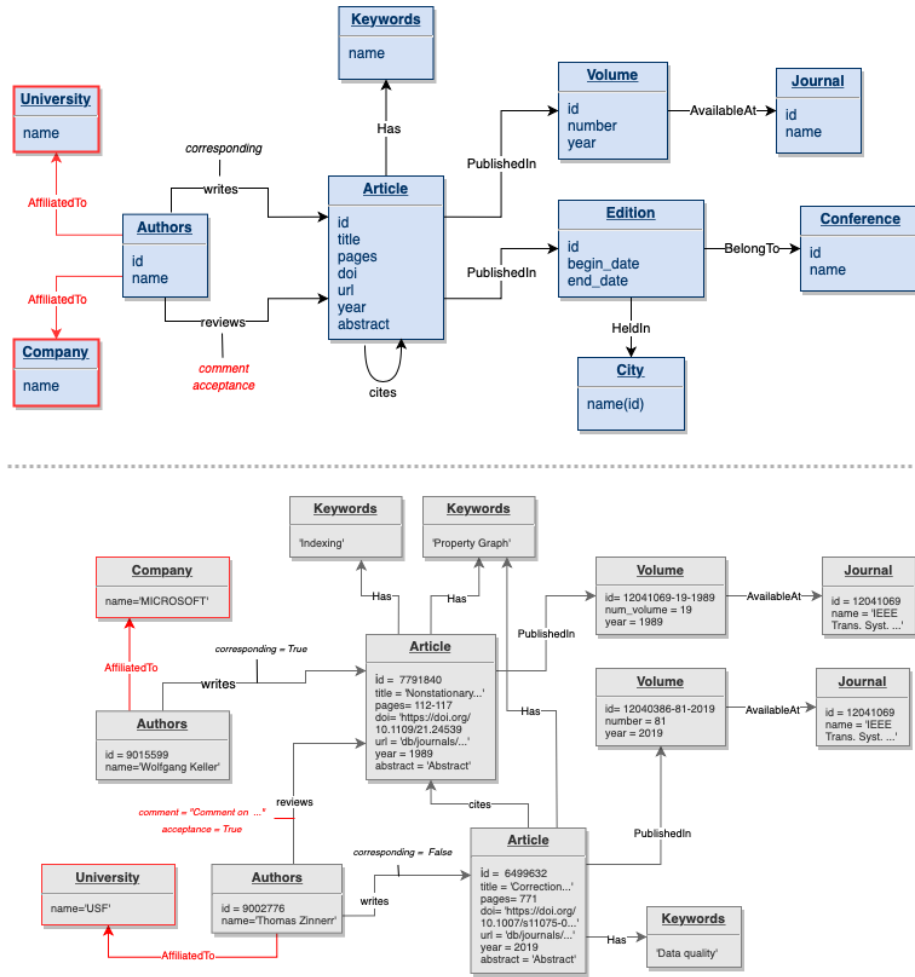 Keywords
name
University
name
AffiliatedTo
Authors
id
name
AffiliatedTo
Company
name
corresponding
writes
reviews
comment
acceptance
Has
Article
id
title
pages
doi
url
year
abstract
cites
PublishedIn
Volume
id
number
year
AvailableAt
Journal
id
name
PublishedIn
Edition
id
begin_date
end_date
BelongTo
Conference
id
name
HeldIn
City
name(id)
Keywords
'Indexing'
Keywords
'Property Graph'
Company
name='MICROSOFT'
AffiliatedTo
Authors
id = 9015599
name='Wolfgang Keller'
corresponding = True
writes
Has
Has
Article
id = 7791840
title = 'Nonstationary...'
pages= 112-117
doi= 'https://doi.org/
10.1109/21.24539
url = 'db/journals/...'
year = 1989
abstract = 'Abstract'
PublishedIn
Volume
id= 12041069-19-1989
num_volume = 19
year = 1989
AvailableAt
Journal
id = 12041069
name = 'IEEE
Trans. Syst. ...'
Has
Volume
id= 12040386-81-2019
number = 81
year = 2019
AvailableAt
Journal
id = 12041069
name = 'IEEE
Trans. Syst. ...'
reviews
comment = "Comment on ..."
acceptance = True
cites
PublishedIn
University
name='USF'
AffiliatedTo
Authors
id = 9002776
name='Thomas Zinnerr'
corresponding = False
writes
Article
id = 6499632
title = 'Correction...'
pages= 771
doi= 'https://doi.org/
10.1007/s11075-0...'
url = 'db/journals/...'
year = 2019
abstract = 'Abstract'
Has
Keywords
'Data quality'